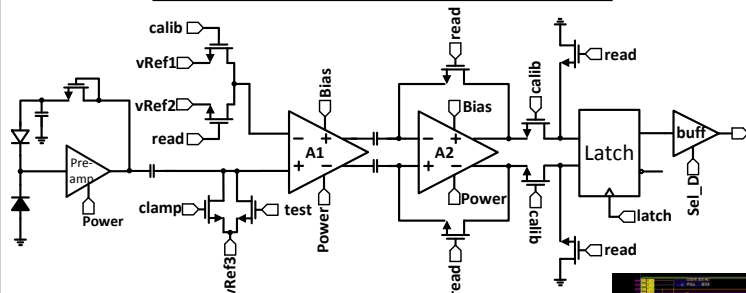 calib
vRef1
vRef2
read
Bias
A1
Power
Pre-
amp
Power
clamp
test
vRef3
read
Bias
A2
Power
read
calib
calib
read
Latch
latch
read
buff
Sel_D